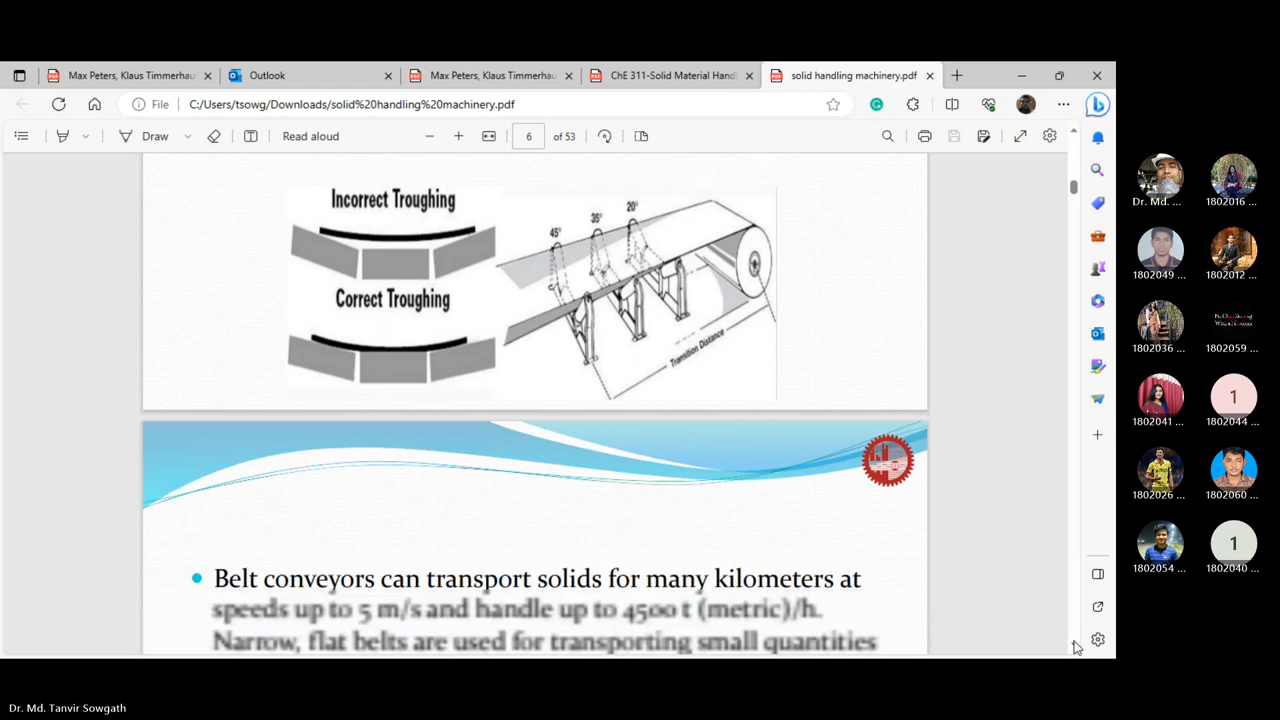 Max Peters, Klaus Timmerhau
Outlook
Max Peters, Klaus Timmerhau
ChE 311-Solid Material Handl
solid handling machinery.pdf
File
C:/Users/tsowg/Downloads/solid%20handling%20machinery.pdf
Draw
Read aloud
6
of 53
Incorrect Troughing
Correct Troughing
45°
35°
20°
Transition Distance
Belt conveyors can transport solids for many kilometers at
speeds up to 5 m/s and handle up to 4500 t (metric)/h.
Narrow, flat belts are used for transporting small quantities
Dr. Md. ...
1802016 ...
1802049 ...
1802012 ...
1802036 ...
1802059 ...
1802041 ...
1
1802044 ...
1802026 ...
1802060 ...
1802054 ...
1
1802040 ...
Dr. Md. Tanvir Sowgath